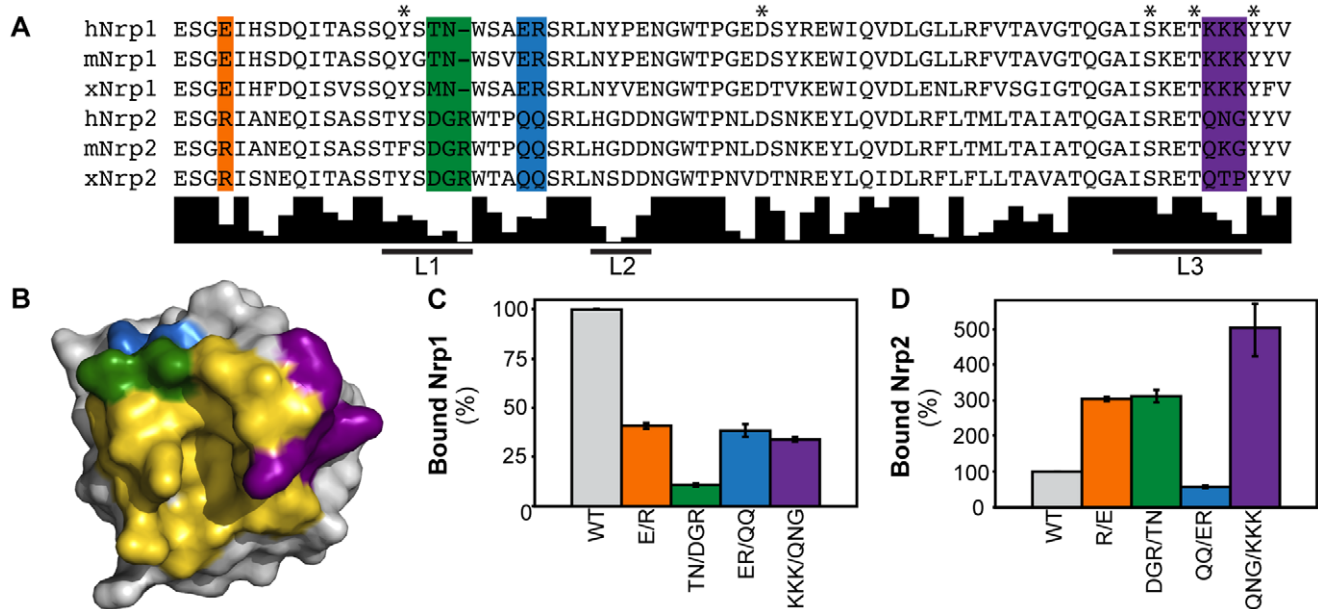 * * * * *
A
hNrp1 ESGEIHSDQITASSQYSTN-WSAERSRLNYPENGWTPGEDSYREWIQVDLGLLRFVTAVGTQGAISKETKKKYYV
mNrp1 ESGEIHSDQITASSQYGTN-WSVERSRLNYPENGWTPGEDSYKEWIQVDLGLLRFVTAVGTQGAISKETKKKYYV
xNrp1 ESGEIHFDQISVSSQYSMN-WSAERSRLNYVENGWTPGEDTVKEWIQVDLENLRFVSGIGTQGAISKETKKKYFV
hNrp2 ESGRIANEQISASSTYSDGRWTPQQSRLHGDDNGWTPNLDSNKEYLQVDLRFLTMLTAIATQGAISRETQNGYYV
mNrp2 ESGRIANEQISASSTFSDGRWTPQQSRLHGDDNGWTPNLDSNKEYLQVDLRFLTMLTAIATQGAISRETQKGYYV
xNrp2 ESGRISNEQITASSTYSDGRWTAQQSRLNSDDNGWTPNVDTNREYLQIDLRFLFLLTAVATQGAISRETQTPYYV
L1 L2 L3
B
C
Bound Nrp1
(%)
100
75
50
25
0
WT
E/R
TN/DGR
ER/QQ
KKK/QNG
D
Bound Nrp2
(%)
500
400
300
200
100
0
WT
R/E
DGR/TN
QQ/ER
QNG/KKK